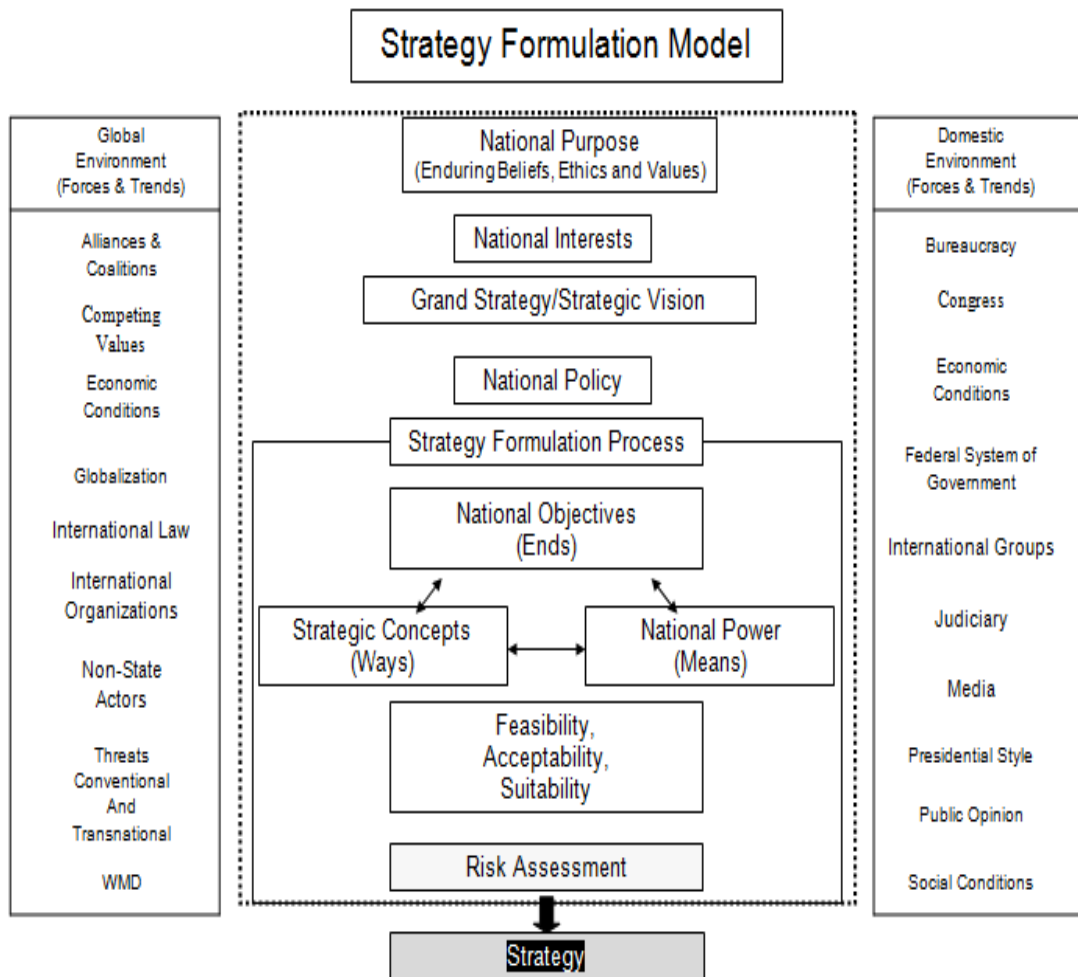 Strategy Formulation Model
Global
Environment
(Forces & Trends)
Alliances &
Coalitions
Competing
Values
Economic
Conditions
Globalization
International Law
International
Organizations
Non-State
Actors
Threats
Conventional
And
Transnational
WMD
National Purpose
(Enduring Beliefs, Ethics and Values)
National Interests
Grand Strategy/Strategic Vision
National Policy
Strategy Formulation Process
National Objectives
(Ends)
Strategic Concepts
(Ways)
National Power
(Means)
Feasibility,
Acceptability,
Suitability
Risk Assessment
Strategy
Domestic
Environment
(Forces & Trends)
Bureaucracy
Congress
Economic
Conditions
Federal System of
Government
International Groups
Judiciary
Media
Presidential Style
Public Opinion
Social Conditions